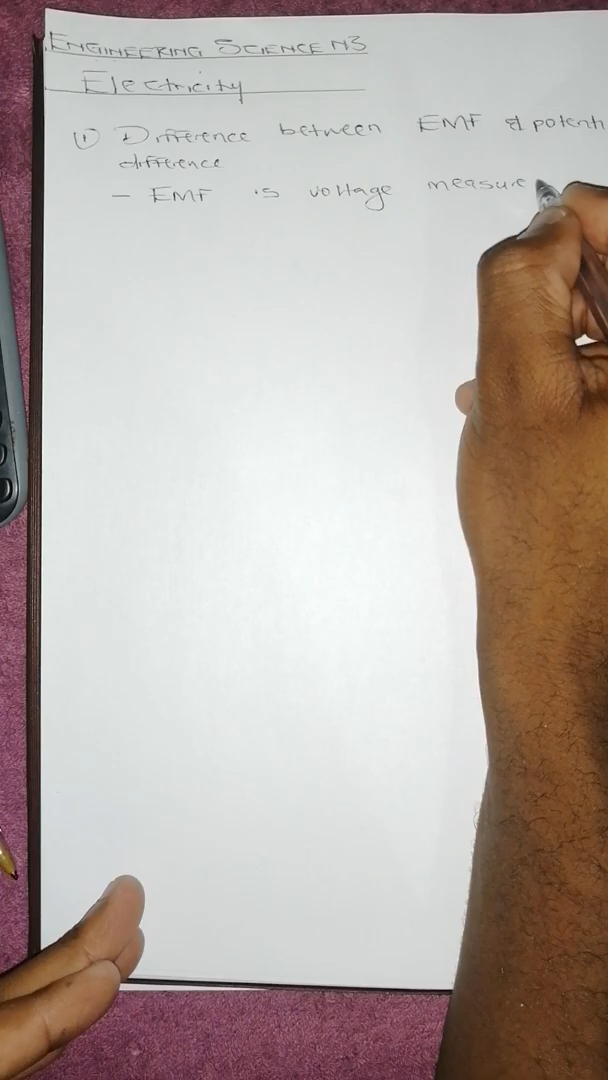 ENGINEERING SCIENCE N3
Electricity
① Difference between EMF & potenti
difference
- EMF is voltage measure